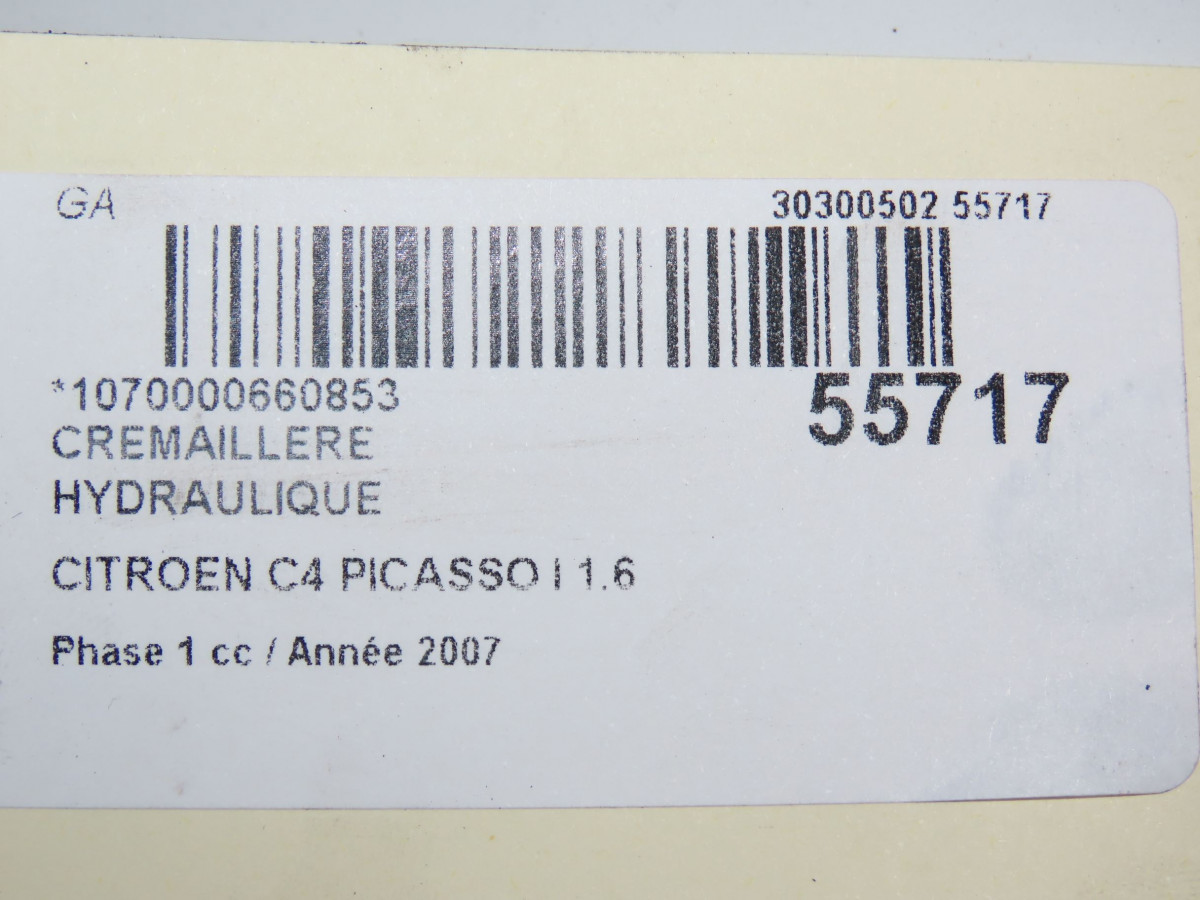 GA
30300502 55717
*1070000660853
55717
CREMAILLERE
HYDRAULIQUE
CITROEN C4 PICASSO I 1.6
Phase 1 cc / Année 2007